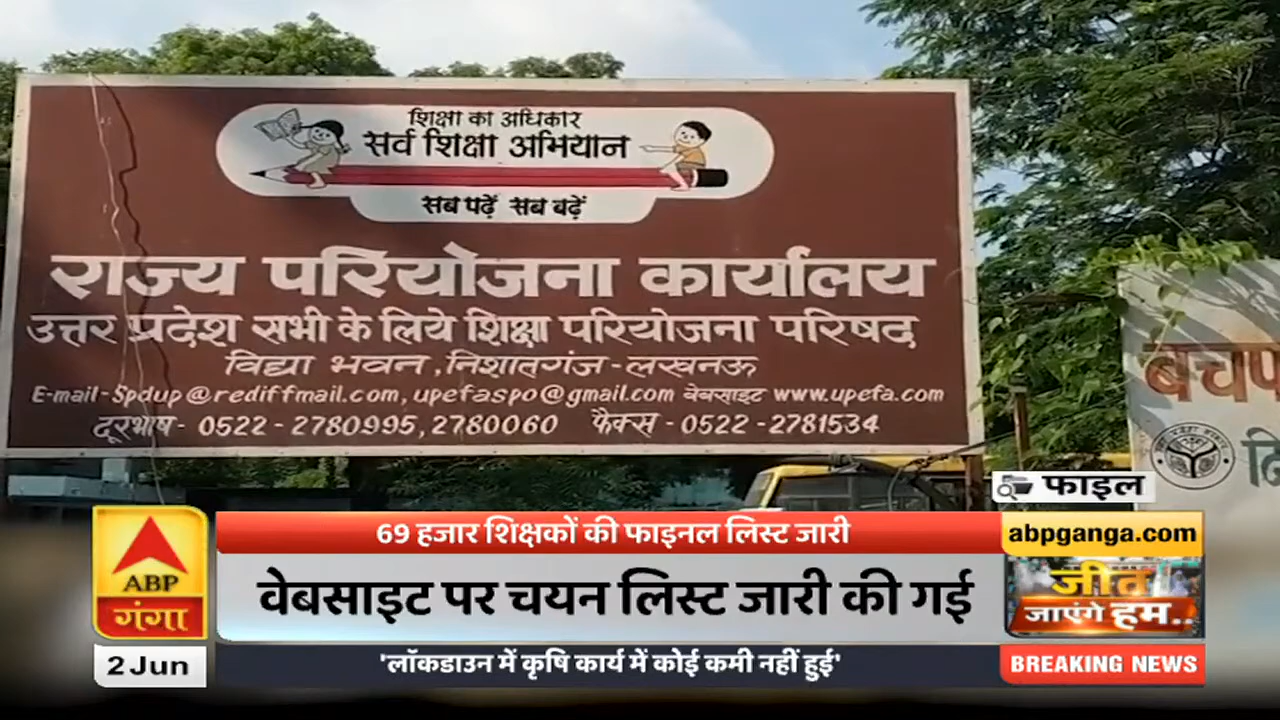 शिक्षा का अधिकार
सर्व शिक्षा अभियान
सब पढ़ें सब बढ़ें
राज्य परियोजना कार्यालय
उत्तर प्रदेश सभी के लिये शिक्षा परियोजना परिषद
विद्या भवन, निशातगंज-लखनऊ
E-mail-Spdup@rediffmail.com, upefaspo@gmail.com वेबसाइट www.upefa.com
दूरभाष- 0522-2780995, 2780060 फैक्स-0522-2781534
फाइल
69 हजार शिक्षकों की फाइनल लिस्ट जारी
abpganga.com
ABP
गंगा
वेबसाइट पर चयन लिस्ट जारी की गई
जीत
जाएंगे हम..
2 Jun
'लॉकडाउन में कृषि कार्य में कोई कमी नहीं हुई'
BREAKING NEWS